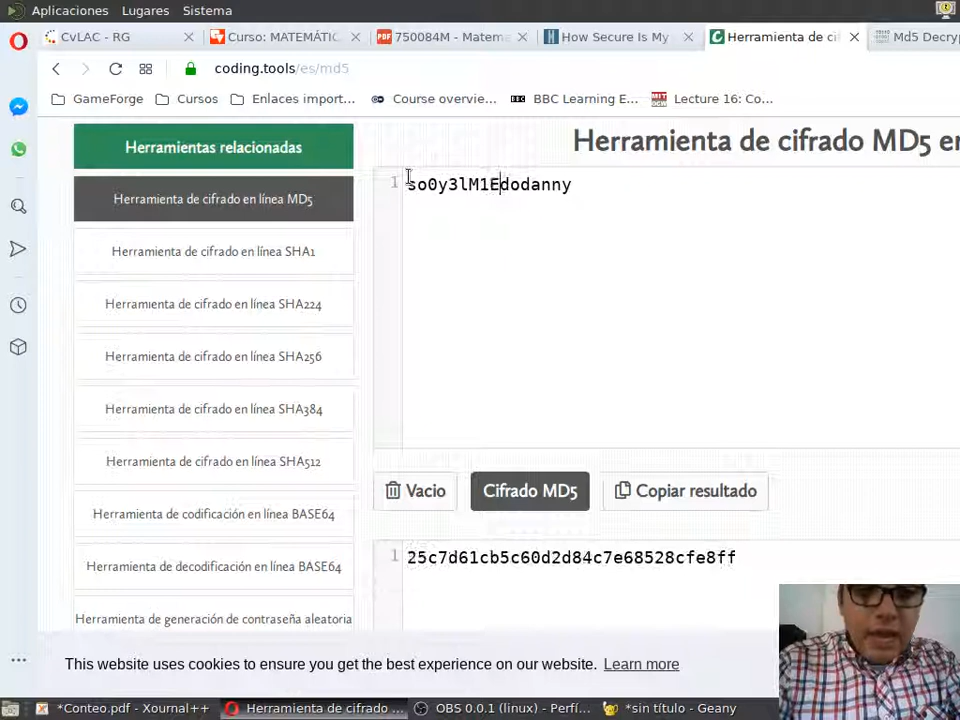 Aplicaciones Lugares Sistema
CvLAC - RG
Curso: MATEMÁTIC
750084M - Matem
How Secure Is My
Herramienta de ci
Md5 Decryp
coding.tools/es/md5
GameForge Cursos Enlaces import... Course overvie... BBC Learning E... Lecture 16: Co...
Herramientas relacionadas
Herramienta de cifrado en línea MD5
Herramienta de cifrado en línea SHA1
Herramienta de cifrado en línea SHA224
Herramienta de cifrado en línea SHA256
Herramienta de cifrado en línea SHA384
Herramienta de cifrado en línea SHA512
Herramienta de codificación en línea BASE64
Herramienta de decodificación en línea BASE64
Herramienta de generación de contraseña aleatoria
Herramienta de cifrado MD5 en
1 so0y3lM1Edodanny
Vacio Cifrado MD5 Copiar resultado
1 25c7d61cb5c60d2d84c7e68528cfe8ff
This website uses cookies to ensure you get the best experience on our website. Learn more
*Conteo.pdf - Xournal++ Herramienta de cifrado ... OBS 0.0.1 (linux) - Perfi... *sin título - Geany